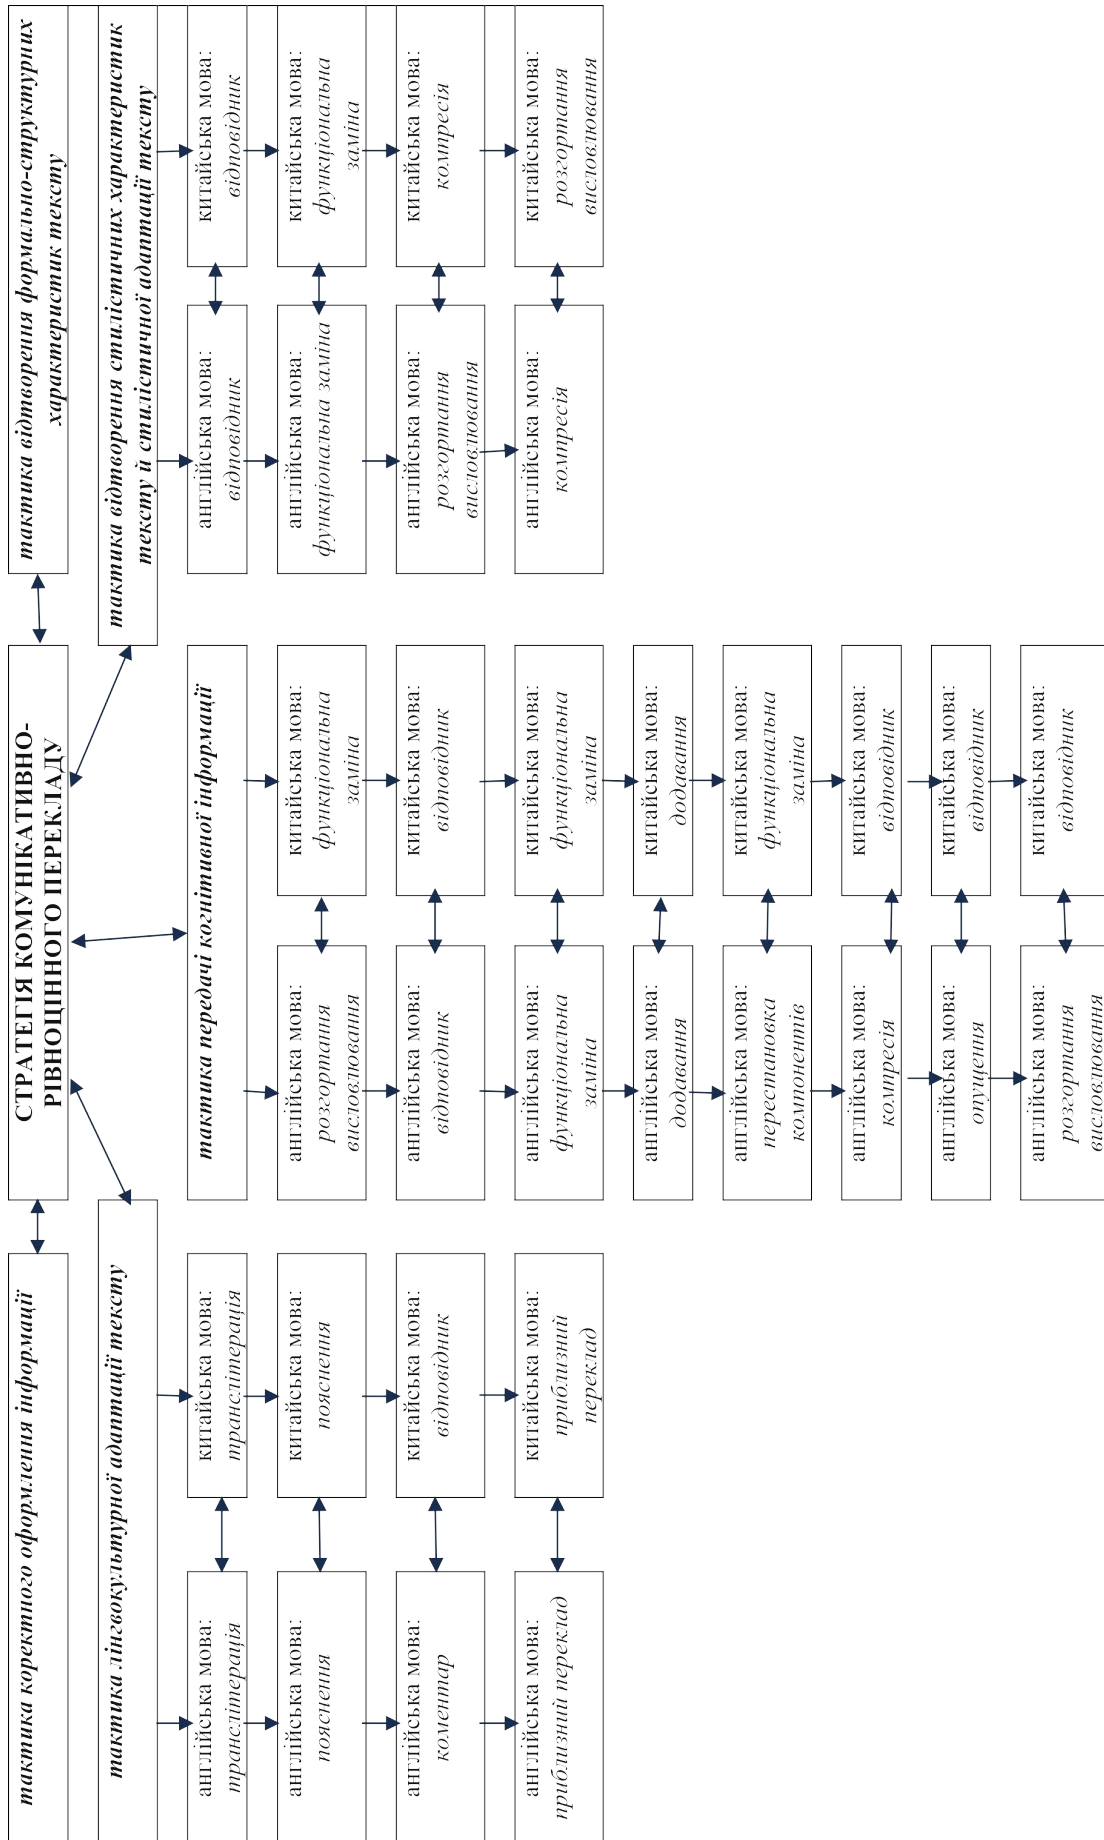 тактика коректного оформлення інформації
СТРАТЕГІЯ КОМУНІКАТИВНО-
РІВНОЦІННОГО ПЕРЕКЛАДУ
тактика відтворення формально-структурних
характеристик тексту
тактика лінгвокультурної адаптації тексту
тактика відтворення стилістичних характеристик
тексту й стилістичної адаптації тексту
англійська мова:
транслітерація
китайська мова:
транслітерація
англійська мова:
пояснення
китайська мова:
пояснення
англійська мова:
коментар
китайська мова:
відповідник
англійська мова:
приблизний переклад
китайська мова:
приблизний
переклад
тактика передачі когнітивної інформації
англійська мова:
розгортання
висловлювання
китайська мова:
функціональна
заміна
англійська мова:
відповідник
китайська мова:
відповідник
англійська мова:
функціональна
заміна
китайська мова:
функціональна
заміна
англійська мова:
додавання
китайська мова:
додавання
англійська мова:
перестановка
компонентів
китайська мова:
функціональна
заміна
англійська мова:
компресія
китайська мова:
відповідник
англійська мова:
опущення
китайська мова:
відповідник
англійська мова:
розгортання
висловлювання
китайська мова:
відповідник
англійська мова:
відповідник
китайська мова:
відповідник
англійська мова:
функціональна заміна
китайська мова:
функціональна
заміна
англійська мова:
розгортання
висловлювання
китайська мова:
компресія
англійська мова:
компресія
китайська мова:
розгортання
висловлювання